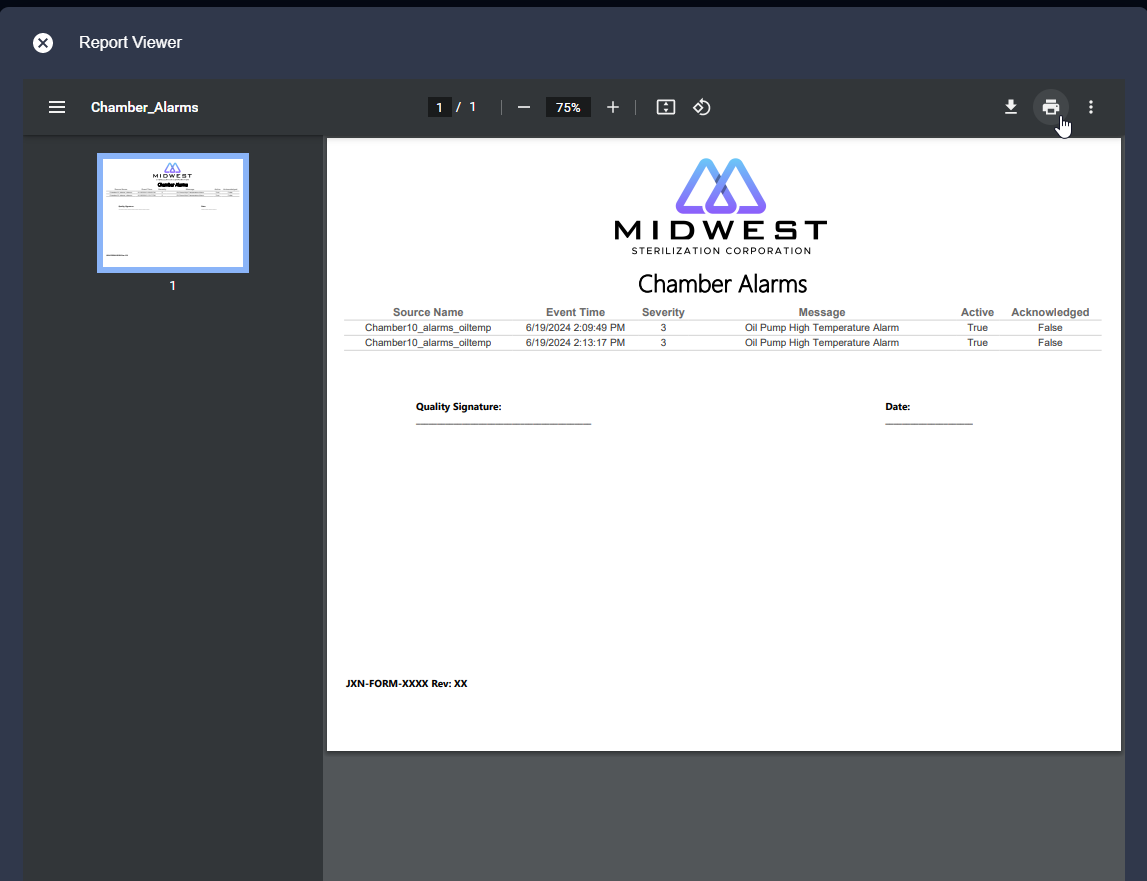 Report Viewer
Chamber_Alarms
1 / 1
75%
1
MIDWEST
STERILIZATION CORPORATION
Chamber Alarms
Source Name Event Time Severity Message Active Acknowledged
Chamber10_alarms_oiltemp 6/19/2024 2:09:49 PM 3 Oil Pump High Temperature Alarm True False
Chamber10_alarms_oiltemp 6/19/2024 2:13:17 PM 3 Oil Pump High Temperature Alarm True False
Quality Signature: Date:
JXN-FORM-XXXX Rev: XX